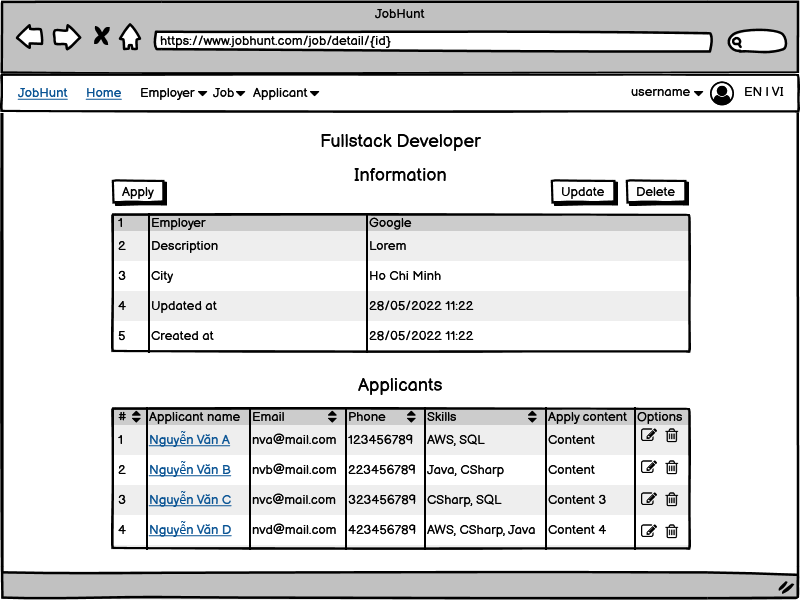 JobHunt
https://www.jobhunt.com/job/detail/{id}
JobHunt Home Employer Job Applicant username EN | VI
Fullstack Developer
Information
Apply Update Delete
1 Employer Google
2 Description Lorem
3 City Ho Chi Minh
4 Updated at 28/05/2022 11:22
5 Created at 28/05/2022 11:22
Applicants
# Applicant name Email Phone Skills Apply content Options
1 Nguyễn Văn A nva@mail.com 123456789 AWS, SQL Content
2 Nguyễn Văn B nvb@mail.com 223456789 Java, CSharp Content
3 Nguyễn Văn C nvc@mail.com 323456789 CSharp, SQL Content 3
4 Nguyễn Văn D nvd@mail.com 423456789 AWS, CSharp, Java Content 4